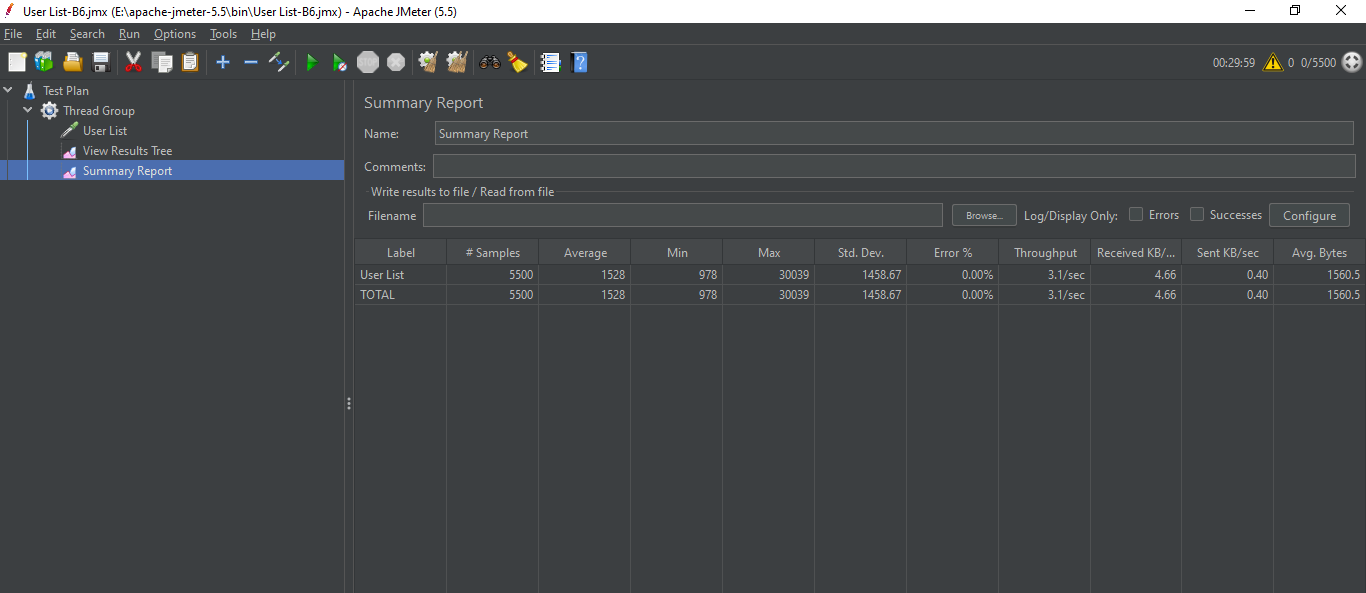 User List-B6.jmx (E:\apache-jmeter-5.5\bin\User List-B6.jmx) - Apache JMeter (5.5)
File Edit Search Run Options Tools Help
STOP 00:29:59 0 0/5500
Test Plan
Thread Group
User List
View Results Tree
Summary Report
Summary Report
Name: Summary Report
Comments:
Write results to file / Read from file
Filename Browse... Log/Display Only: Errors Successes Configure
Label # Samples Average Min Max Std. Dev. Error % Throughput Received KB/... Sent KB/sec Avg. Bytes
User List 5500 1528 978 30039 1458.67 0.00% 3.1/sec 4.66 0.40 1560.5
TOTAL 5500 1528 978 30039 1458.67 0.00% 3.1/sec 4.66 0.40 1560.5